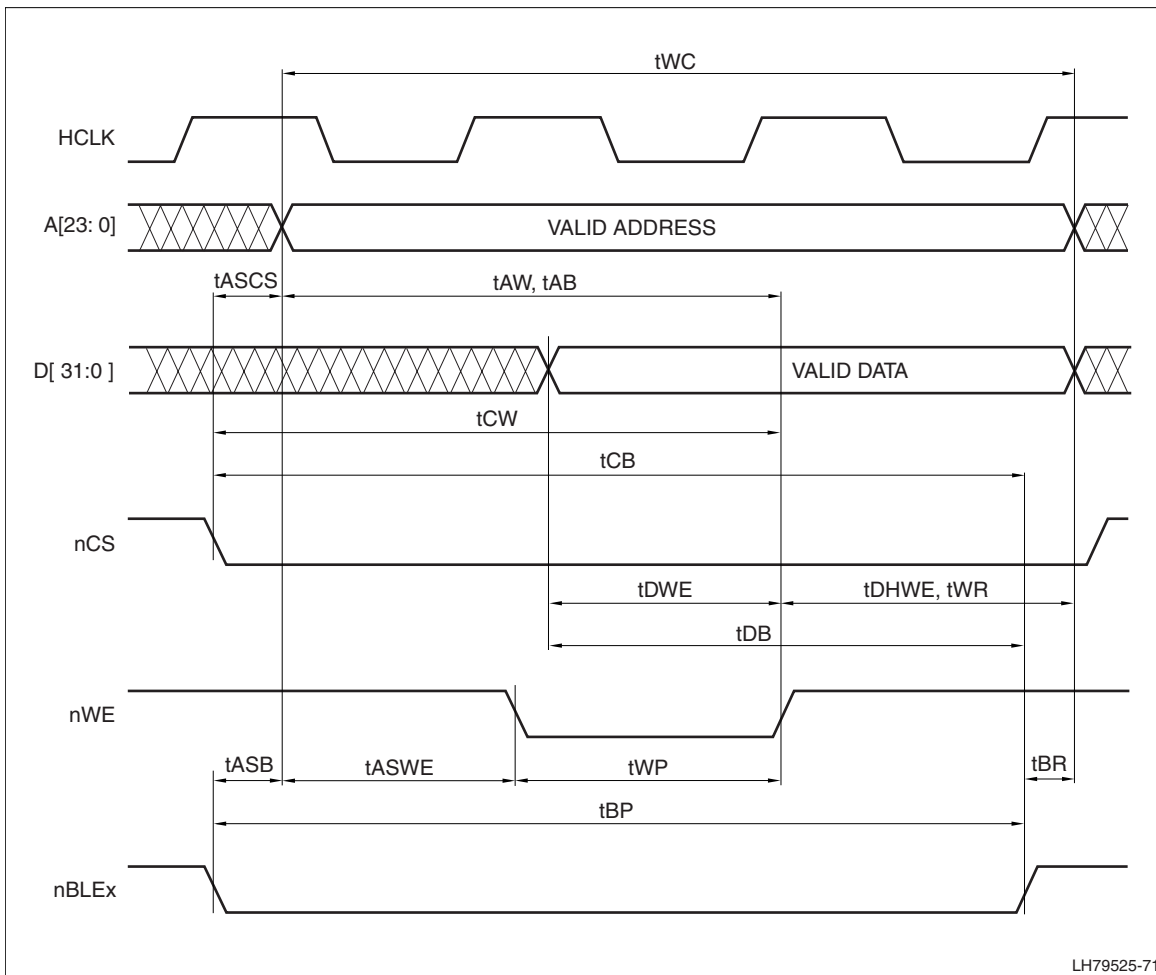 tWC
HCLK
A[23: 0]
VALID ADDRESS
tASCS
tAW, tAB
D[ 31:0 ]
VALID DATA
tCW
tCB
nCS
tDWE
tDHWE, tWR
tDB
nWE
tASB
tASWE
tWP
tBR
tBP
nBLEx
LH79525-71